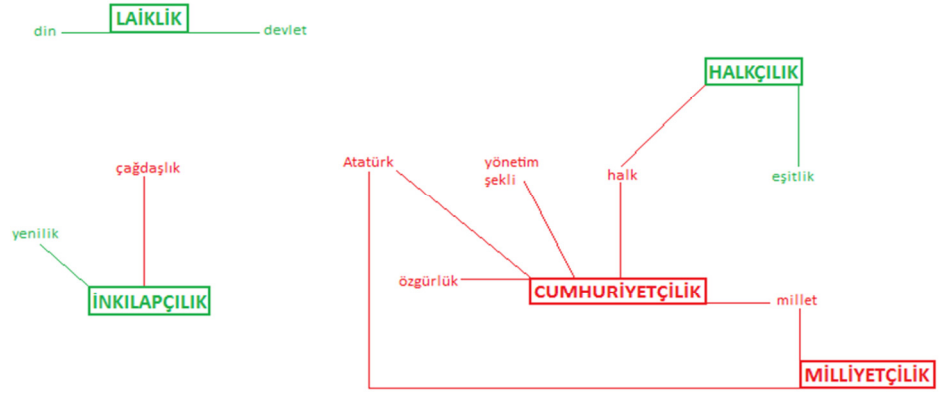 LAİKLİK
din
devlet
HALKÇILIK
çağdaşlık
Atatürk
yönetim
şekli
halk
eşitlik
yenilik
özgürlük
CUMHURİYETÇİLİK
İNKILAPÇILIK
millet
MİLLİYETÇİLİK